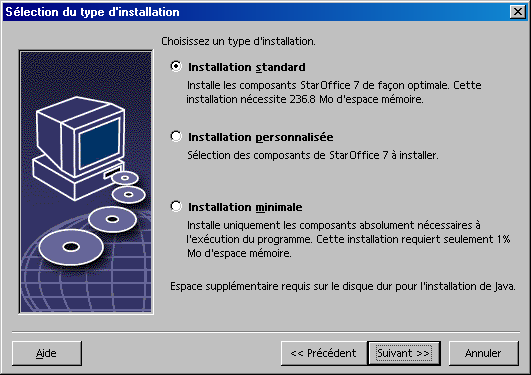 Sélection du type d'installation
Choisissez un type d'installation.
Installation standard
Installe les composants StarOffice 7 de façon optimale. Cette
installation nécessite 236.8 Mo d'espace mémoire.
Installation personnalisée
Sélection des composants de StarOffice 7 à installer.
Installation minimale
Installe uniquement les composants absolument nécessaires à
l'exécution du programme. Cette installation requiert seulement 1%
Mo d'espace mémoire.
Espace supplémentaire requis sur le disque dur pour l'installation de Java.
Aide
<< Précédent
Suivant >>
Annuler